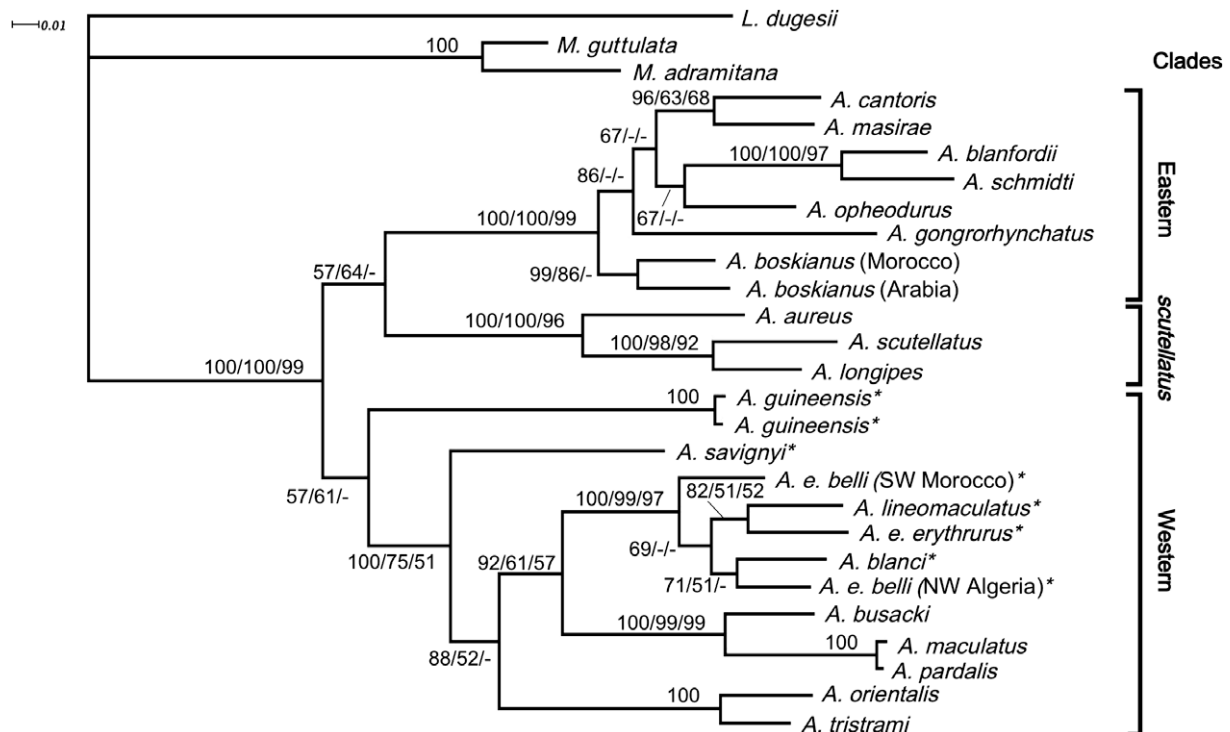 0.01
L. dugesii
100
M. guttulata
M. adramitana
Clades
96/63/68
A. cantoris
A. masirae
67/-/-
100/100/97
A. blanfordii
A. schmidti
86/-/-
67/-/-
A. opheodurus
100/100/99
A. gongrorhynchatus
A. boskianus (Morocco)
99/86/-
A. boskianus (Arabia)
Eastern
57/64/-
100/100/96
A. aureus
100/98/92
A. scutellatus
A. longipes
scutellatus
100/100/99
100
A. guineensis*
A. guineensis*
A. savignyi*
57/61/-
100/99/97
82/51/52
A. e. belli (SW Morocco)*
A. lineomaculatus*
A. e. erythrurus*
69/-/-
100/75/51
92/61/57
A. blanci*
71/51/-
A. e. belli (NW Algeria)*
A. busacki
100/99/99
100
A. maculatus
A. pardalis
88/52/-
100
A. orientalis
A. tristrami
Western